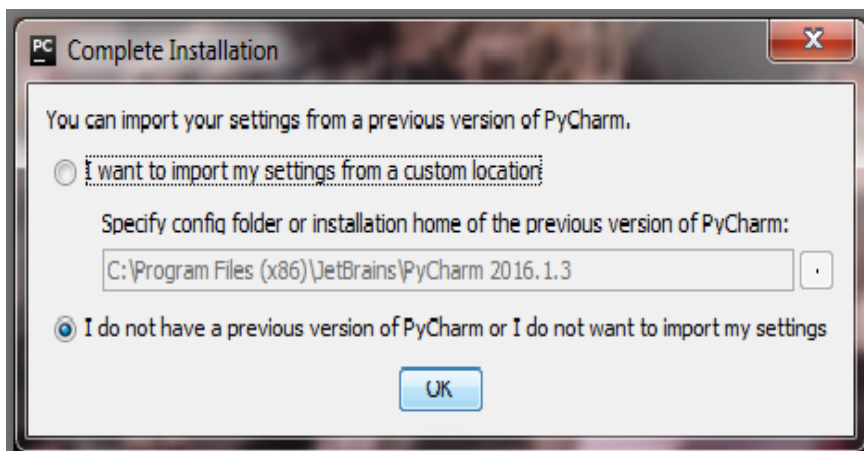 PC Complete Installation
You can import your settings from a previous version of PyCharm.
I want to import my settings from a custom location
Specify config folder or installation home of the previous version of PyCharm:
C:\Program Files (x86)\JetBrains\PyCharm 2016.1.3
I do not have a previous version of PyCharm or I do not want to import my settings
OK